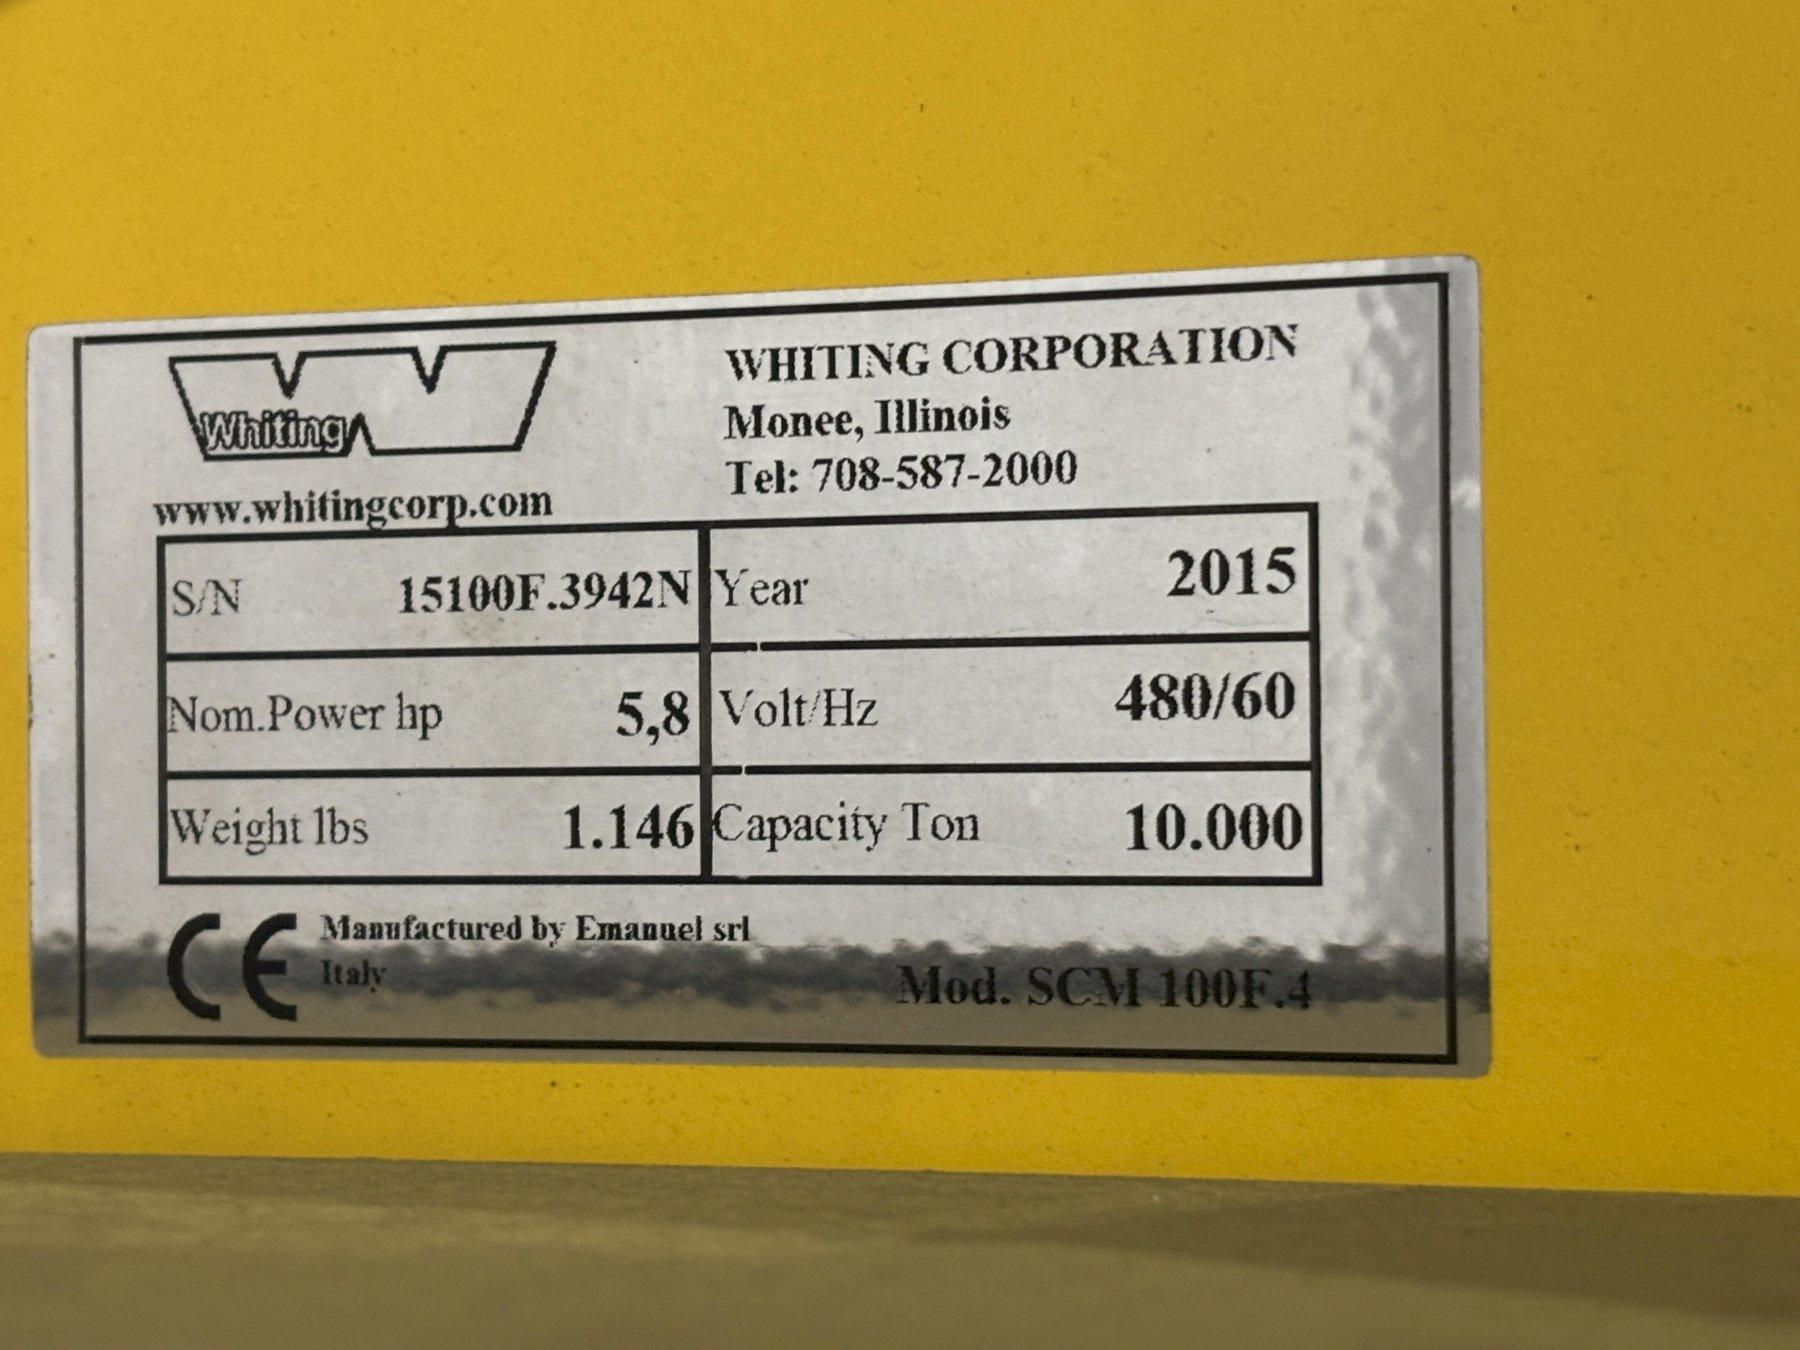 Whiting
www.whitingcorp.com
WHITING CORPORATION
Monee, Illinois
Tel: 708-587-2000
S/N 15100F.3942N Year 2015
Nom.Power hp 5,8 Volt/Hz 480/60
Weight lbs 1.146 Capacity Ton 10.000
CE Manufactured by Emanuel srl
Italy
Mod. SCM 100F.4